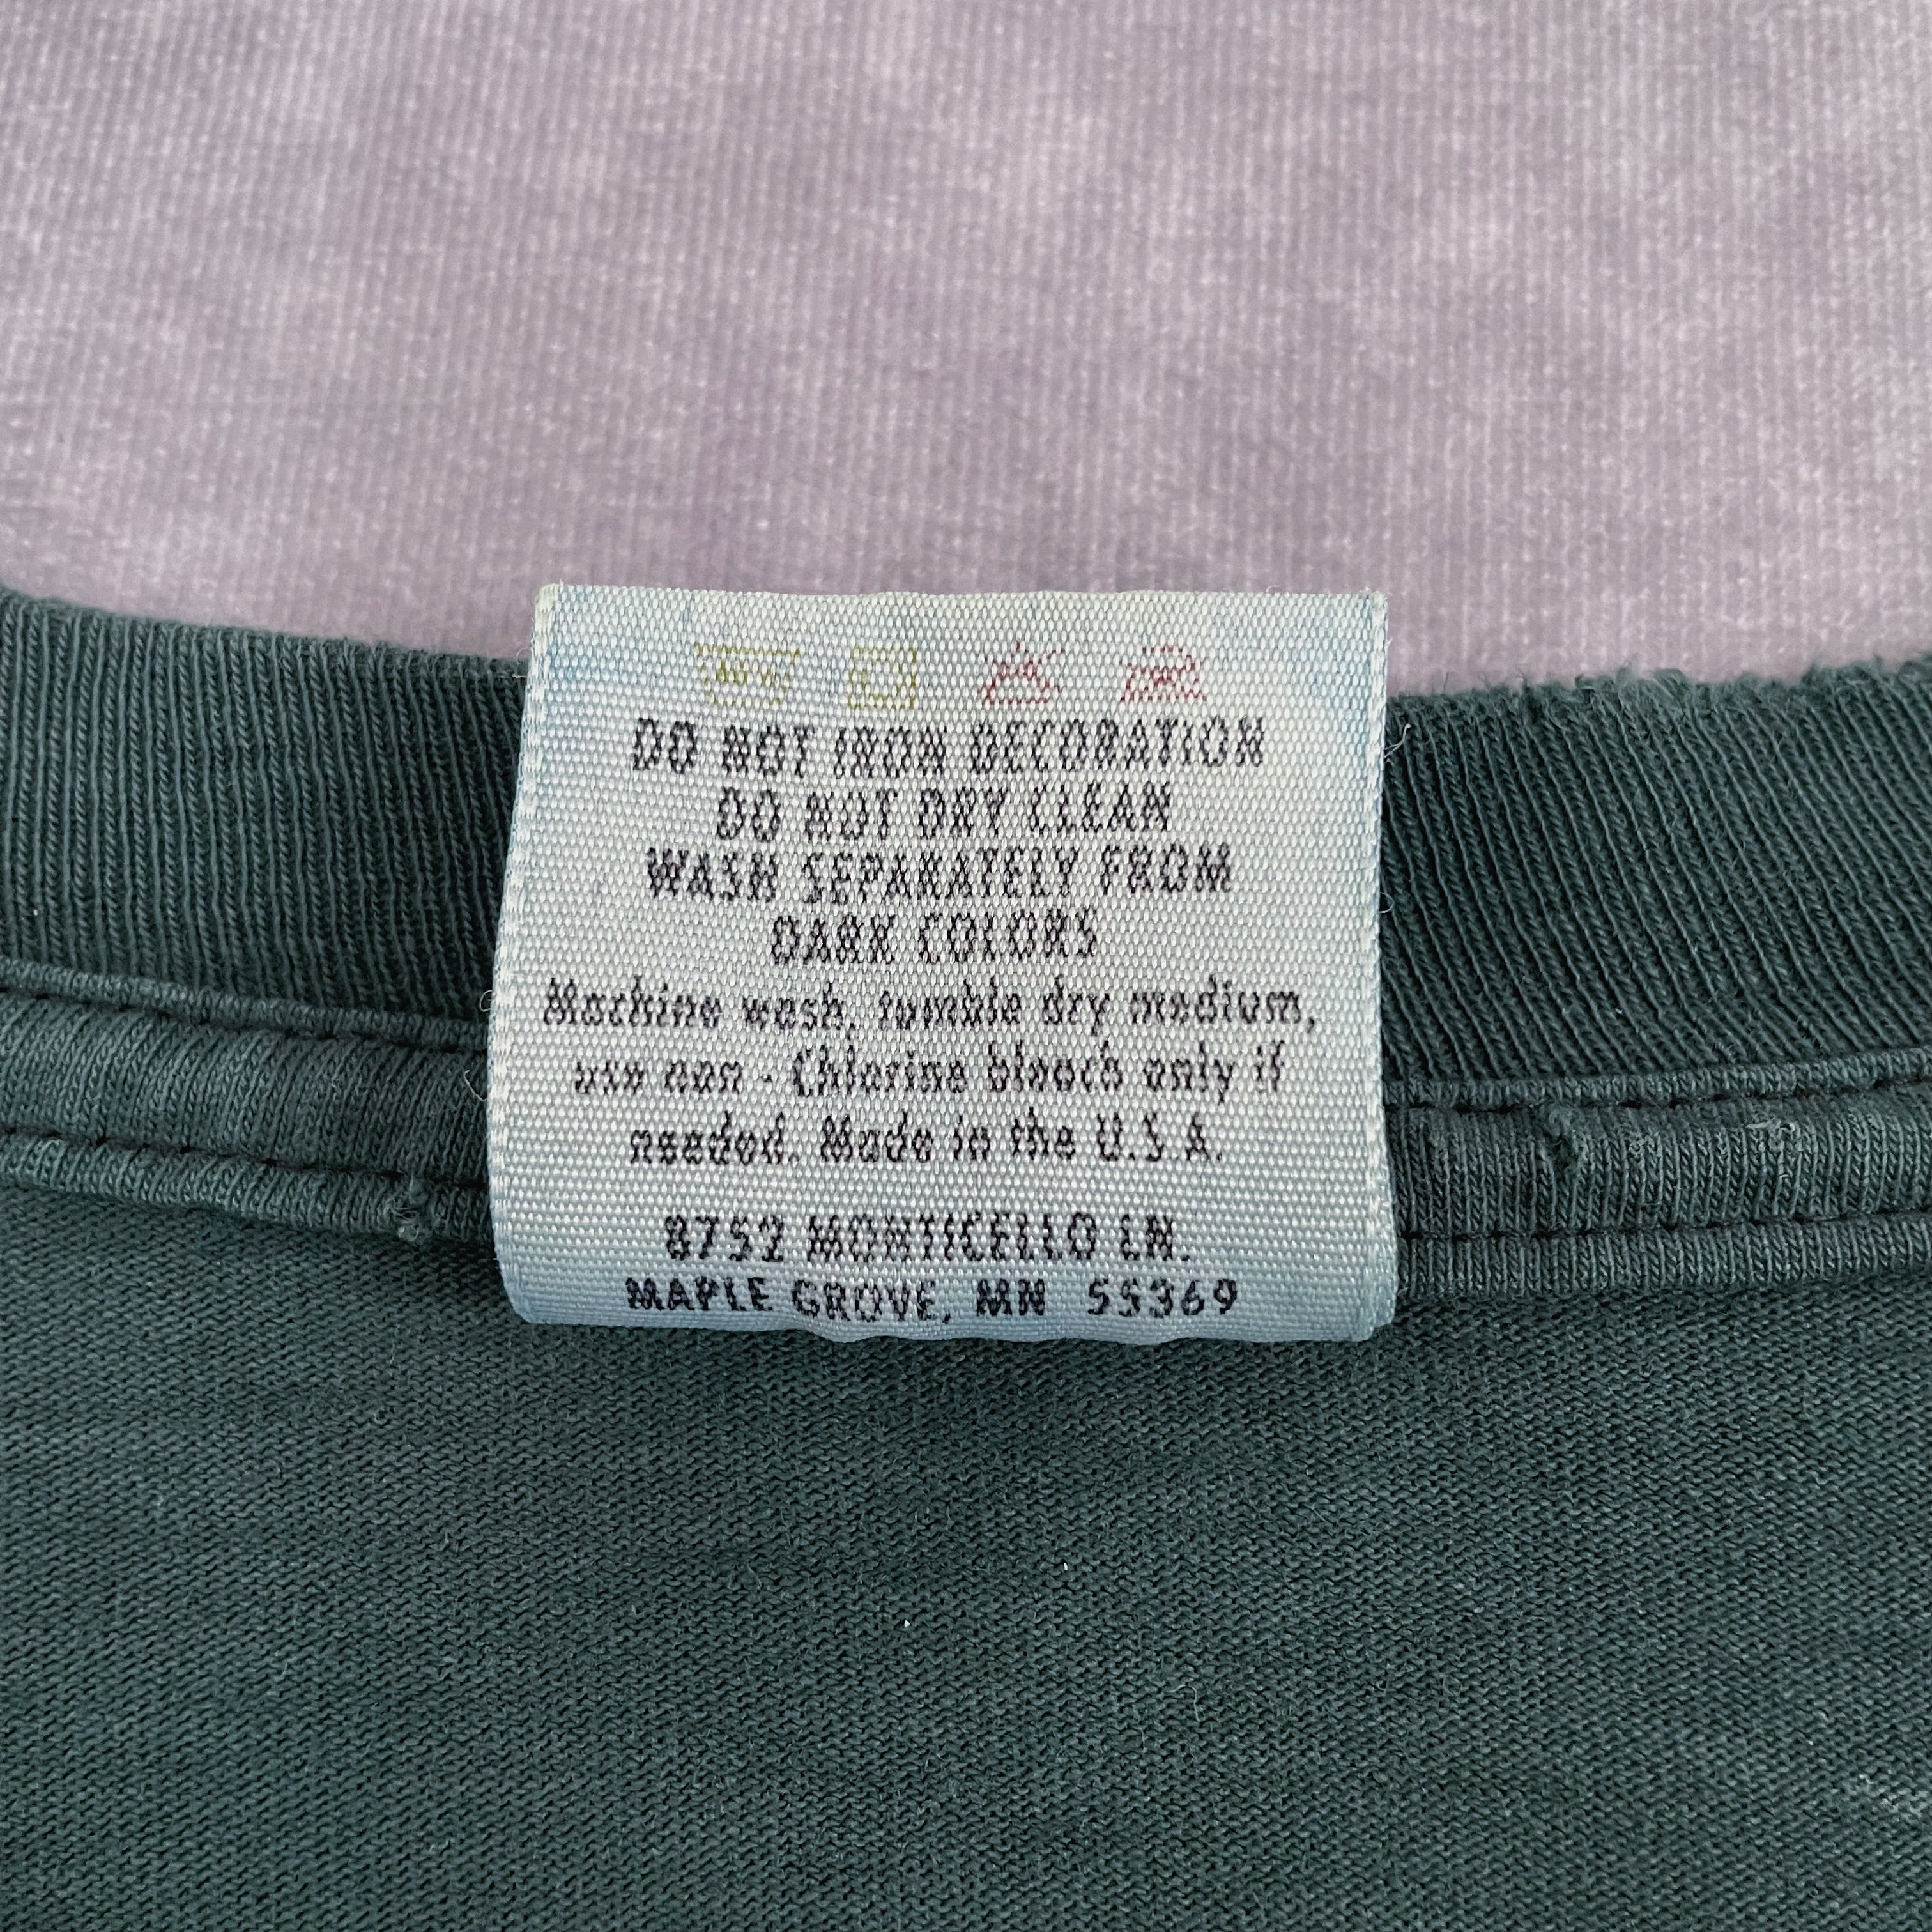 DO NOT IRON DECORATION
DO NOT DRY CLEAN
WASH SEPARATELY FROM
DARK COLORS
Machine wash, tumble dry medium,
use non - Chlorine bleach only if
needed. Made in the U.S.A.
8752 MONTICELLO LN.
MAPLE GROVE, MN 55369